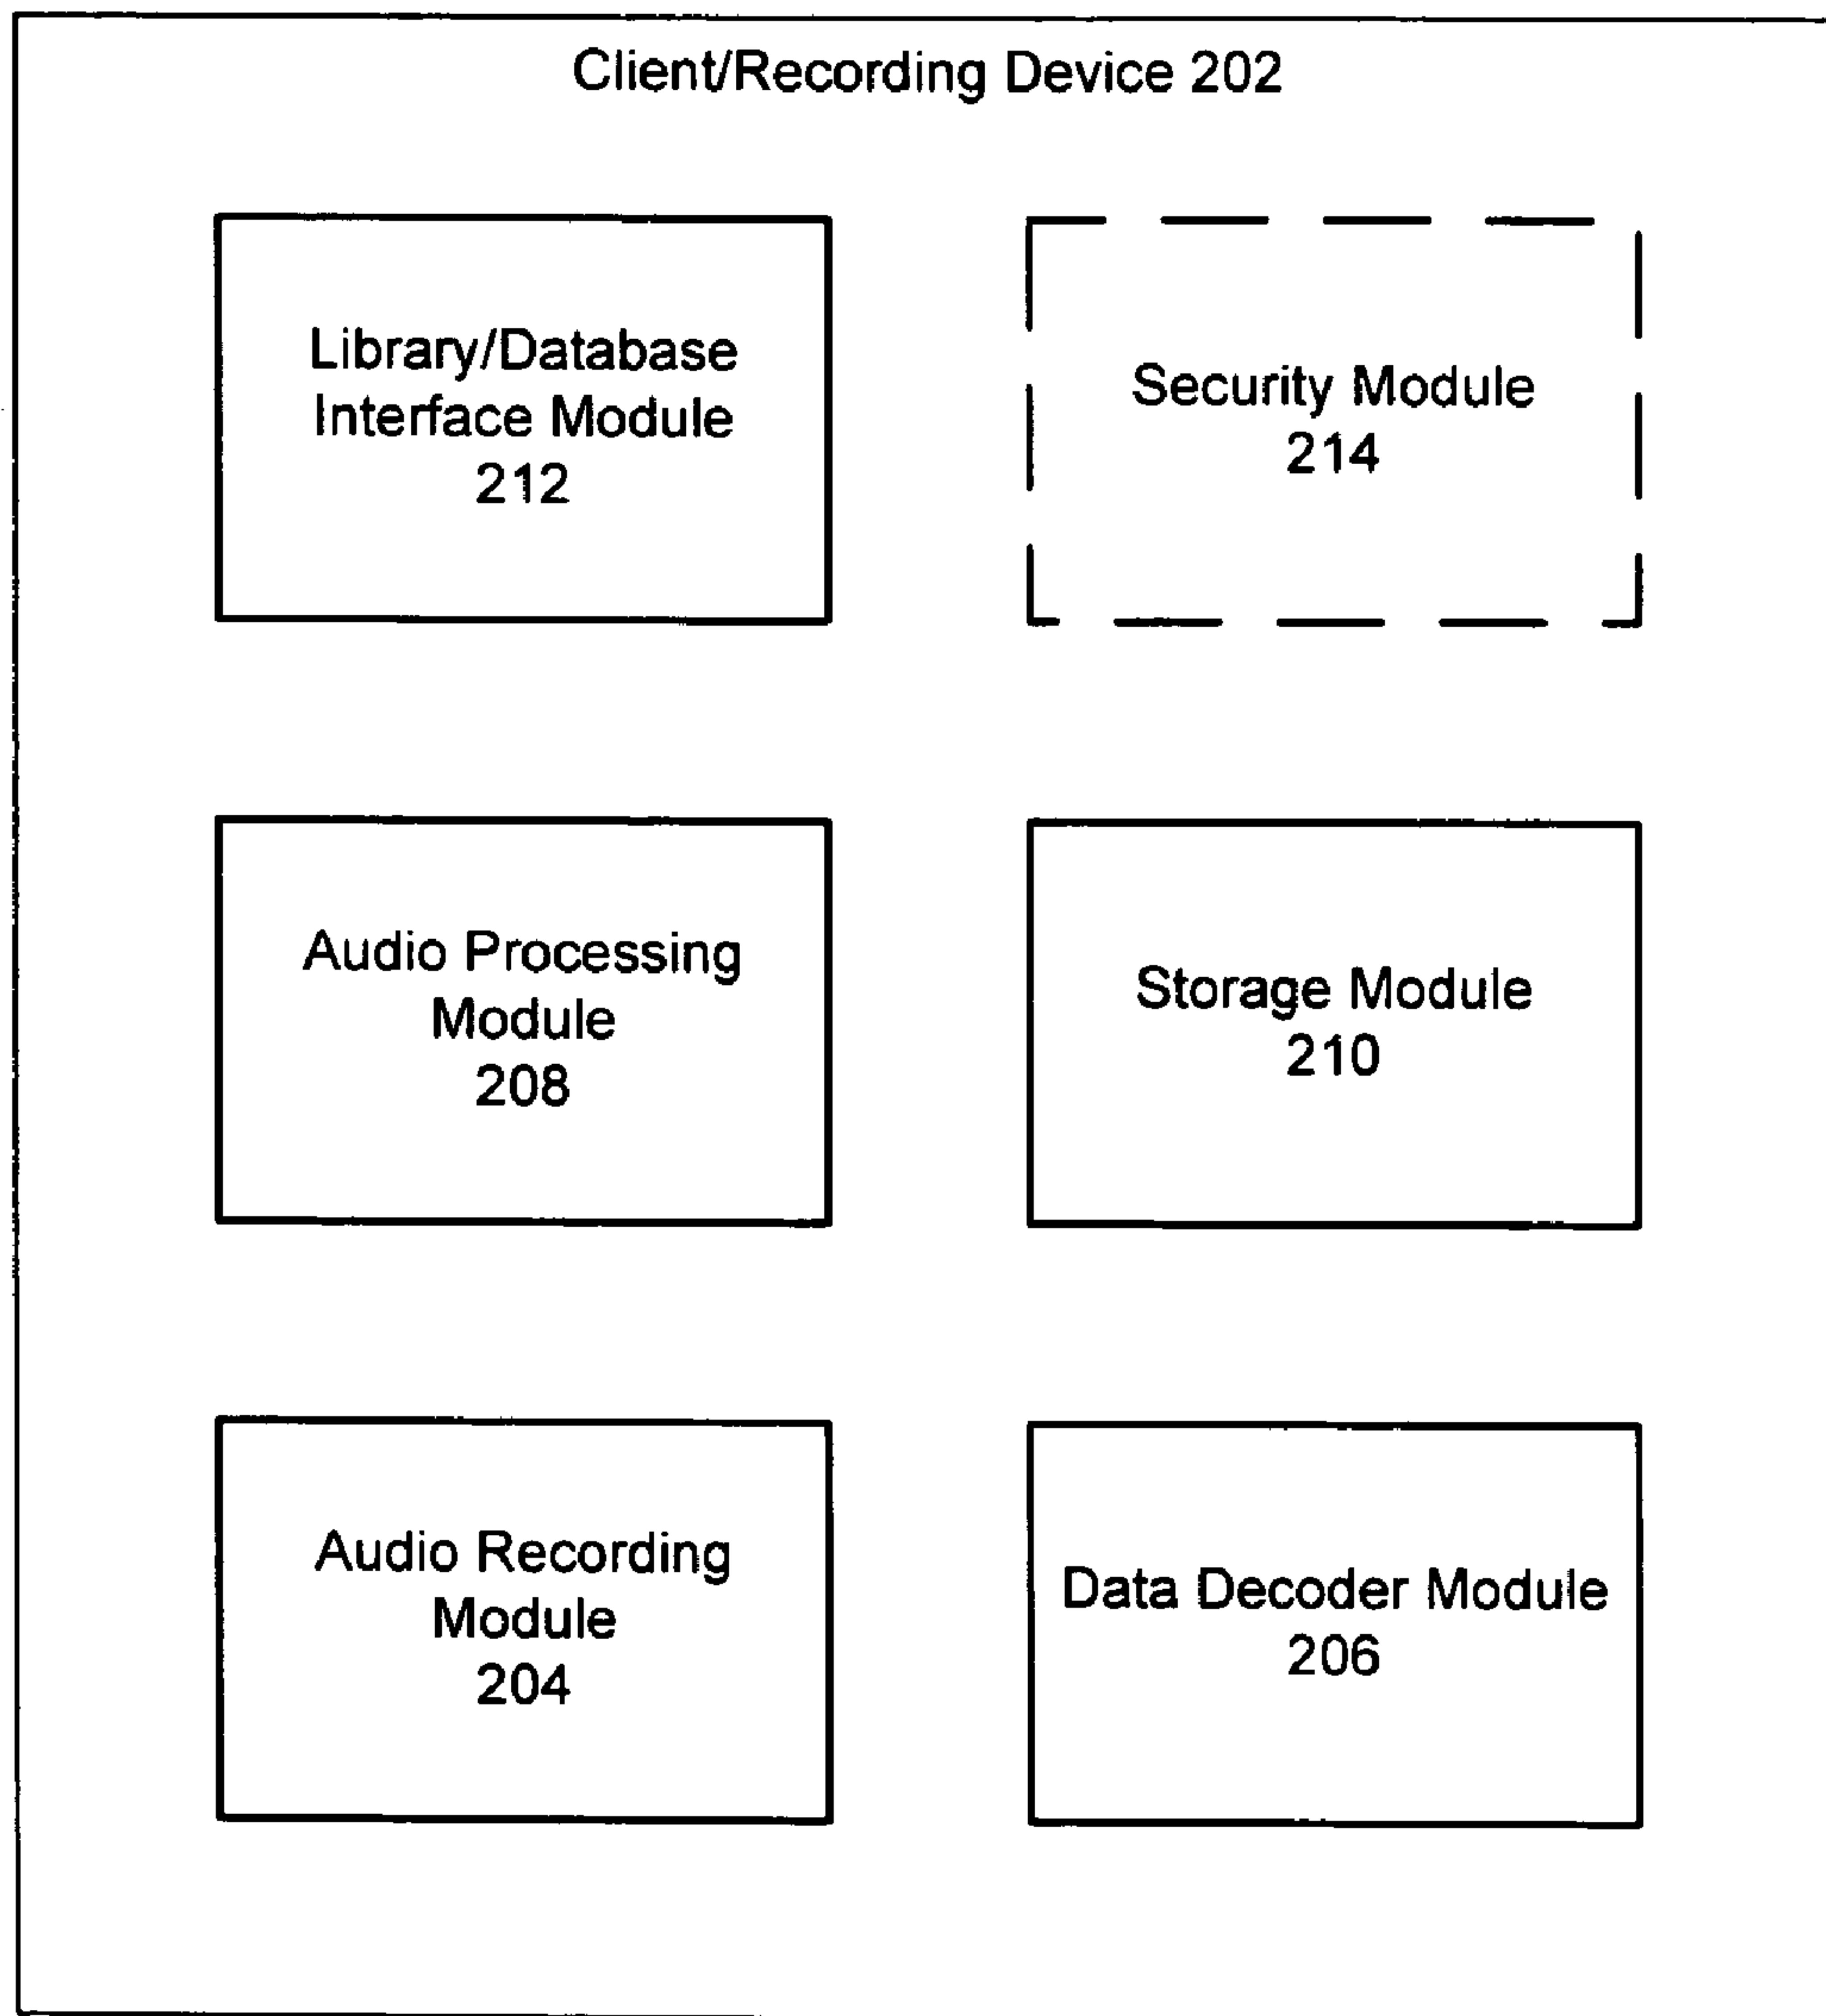 Client/Recording Device 202
Library/Database
Interface Module
212
Security Module
214
Audio Processing
Module
208
Storage Module
210
Audio Recording
Module
204
Data Decoder Module
206